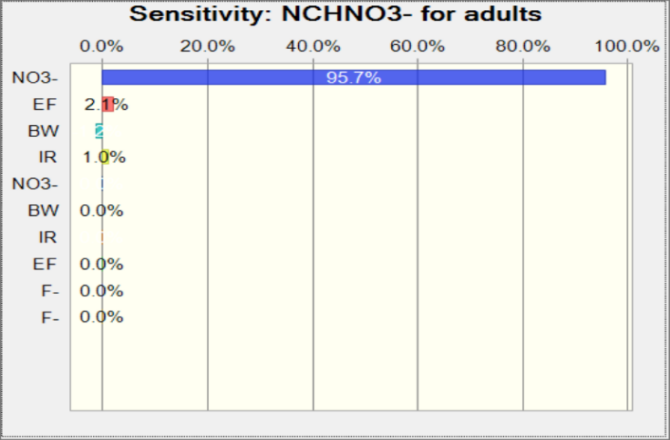 Sensitivity: NCHNO3- for adults
0.0% 20.0% 40.0% 60.0% 80.0% 100.0%
NO3- 95.7%
EF 2.1%
BW
IR 1.0%
NO3-
BW 0.0%
IR
EF 0.0%
F- 0.0%
F- 0.0%